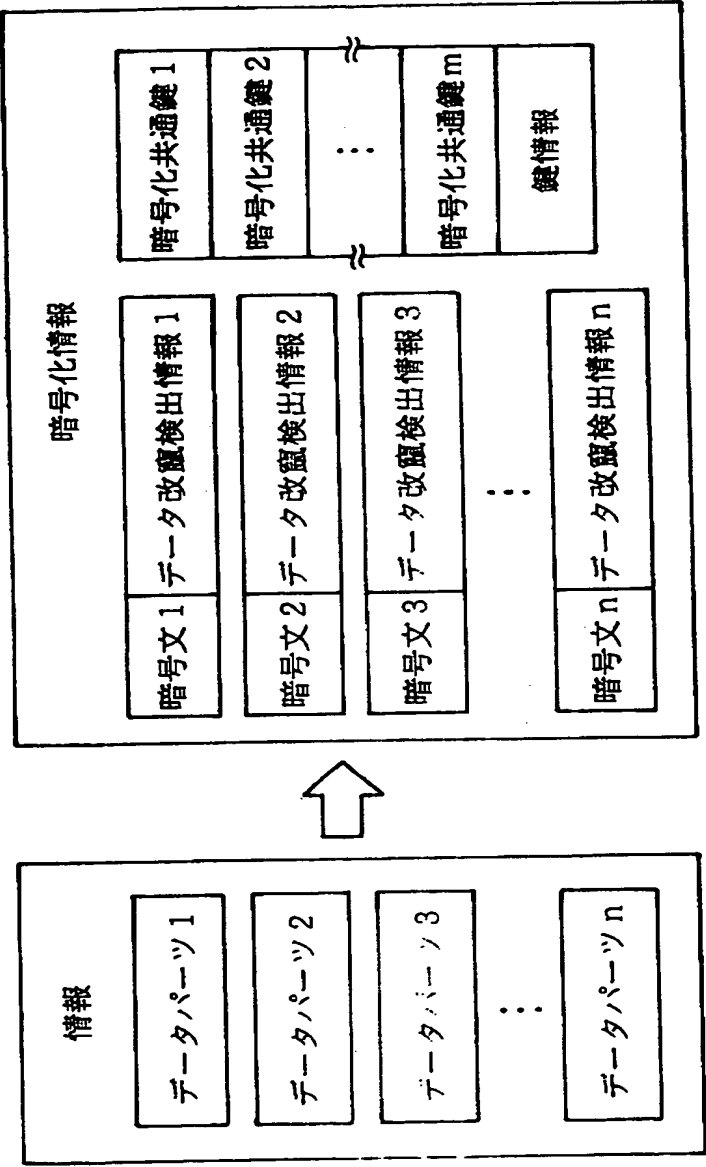 情報
データパーツ1
データパーツ2
データパーツ3
⋮
データパーツn
暗号化情報
暗号文1 データ改竄検出情報1
暗号文2 データ改竄検出情報2
暗号文3 データ改竄検出情報3
⋮
暗号文n データ改竄検出情報n
暗号化共通鍵1
暗号化共通鍵2
⋮
暗号化共通鍵m
鍵情報